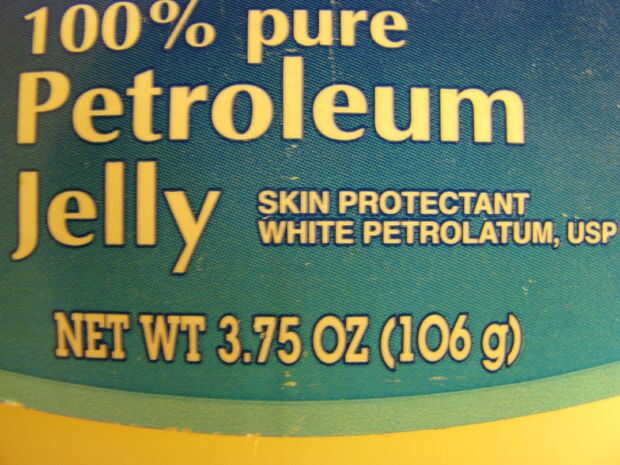 100% pure
Petroleum
Jelly
SKIN PROTECTANT
WHITE PETROLATUM, USP
NET WT 3.75 OZ (106 g)